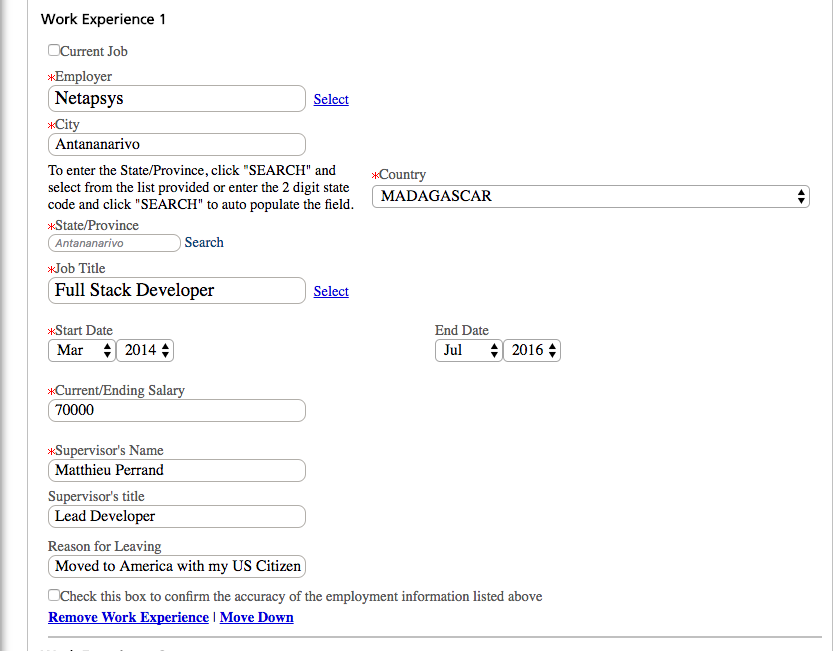 Work Experience 1
Current Job
*Employer
Netapsys Select
*City
Antananarivo
To enter the State/Province, click "SEARCH" and
select from the list provided or enter the 2 digit state
code and click "SEARCH" to auto populate the field.
*Country
MADAGASCAR
*State/Province
Antananarivo Search
*Job Title
Full Stack Developer Select
*Start Date End Date
Mar 2014 Jul 2016
*Current/Ending Salary
70000
*Supervisor's Name
Matthieu Perrand
Supervisor's title
Lead Developer
Reason for Leaving
Moved to America with my US Citizen
Check this box to confirm the accuracy of the employment information listed above
Remove Work Experience | Move Down